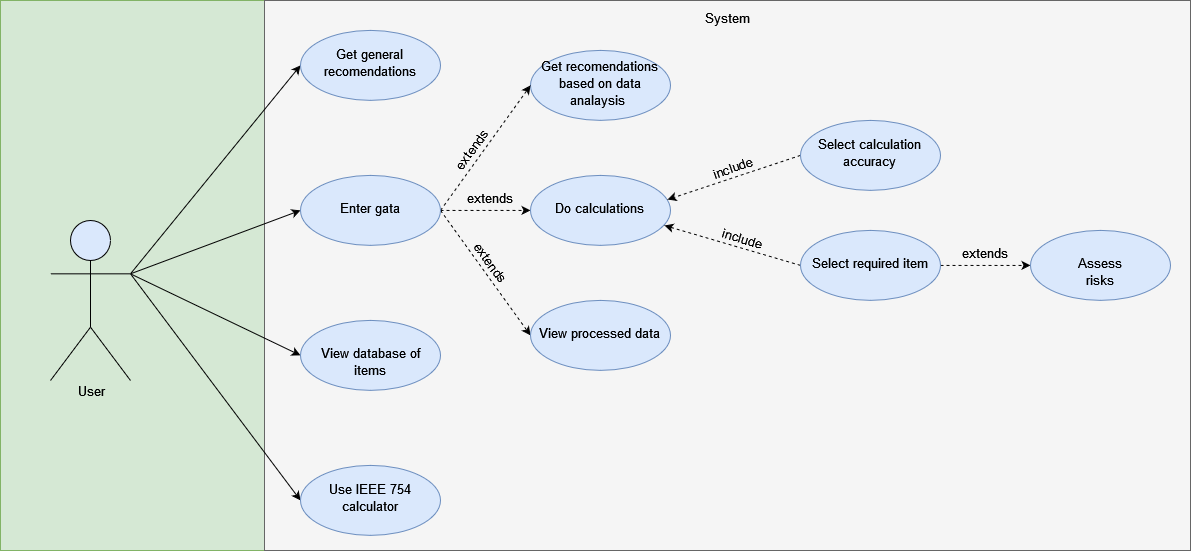 System
Get general
recomendations
Get recomendations
based on data
analaysis
extends
Select calculation
accuracy
include
Enter gata
extends
Do calculations
include
Select required item
extends
Assess
risks
extends
View processed data
View database of
items
User
Use IEEE 754
calculator